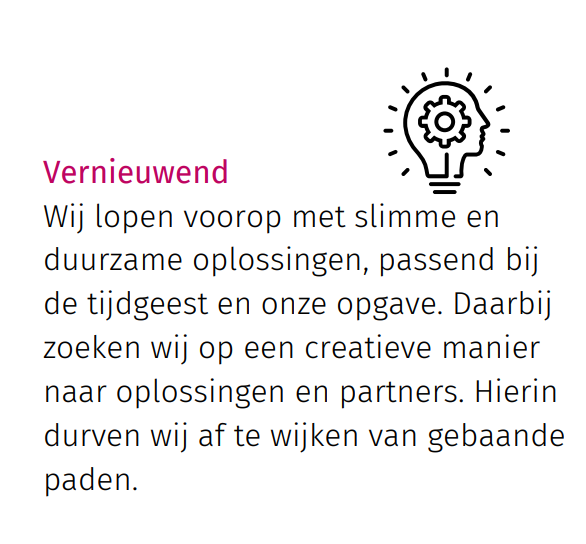 Vernieuwend
Wij lopen voorop met slimme en
duurzame oplossingen, passend bij
de tijdgeest en onze opgave. Daarbij
zoeken wij op een creatieve manier
naar oplossingen en partners. Hierin
durven wij af te wijken van gebaande
paden.